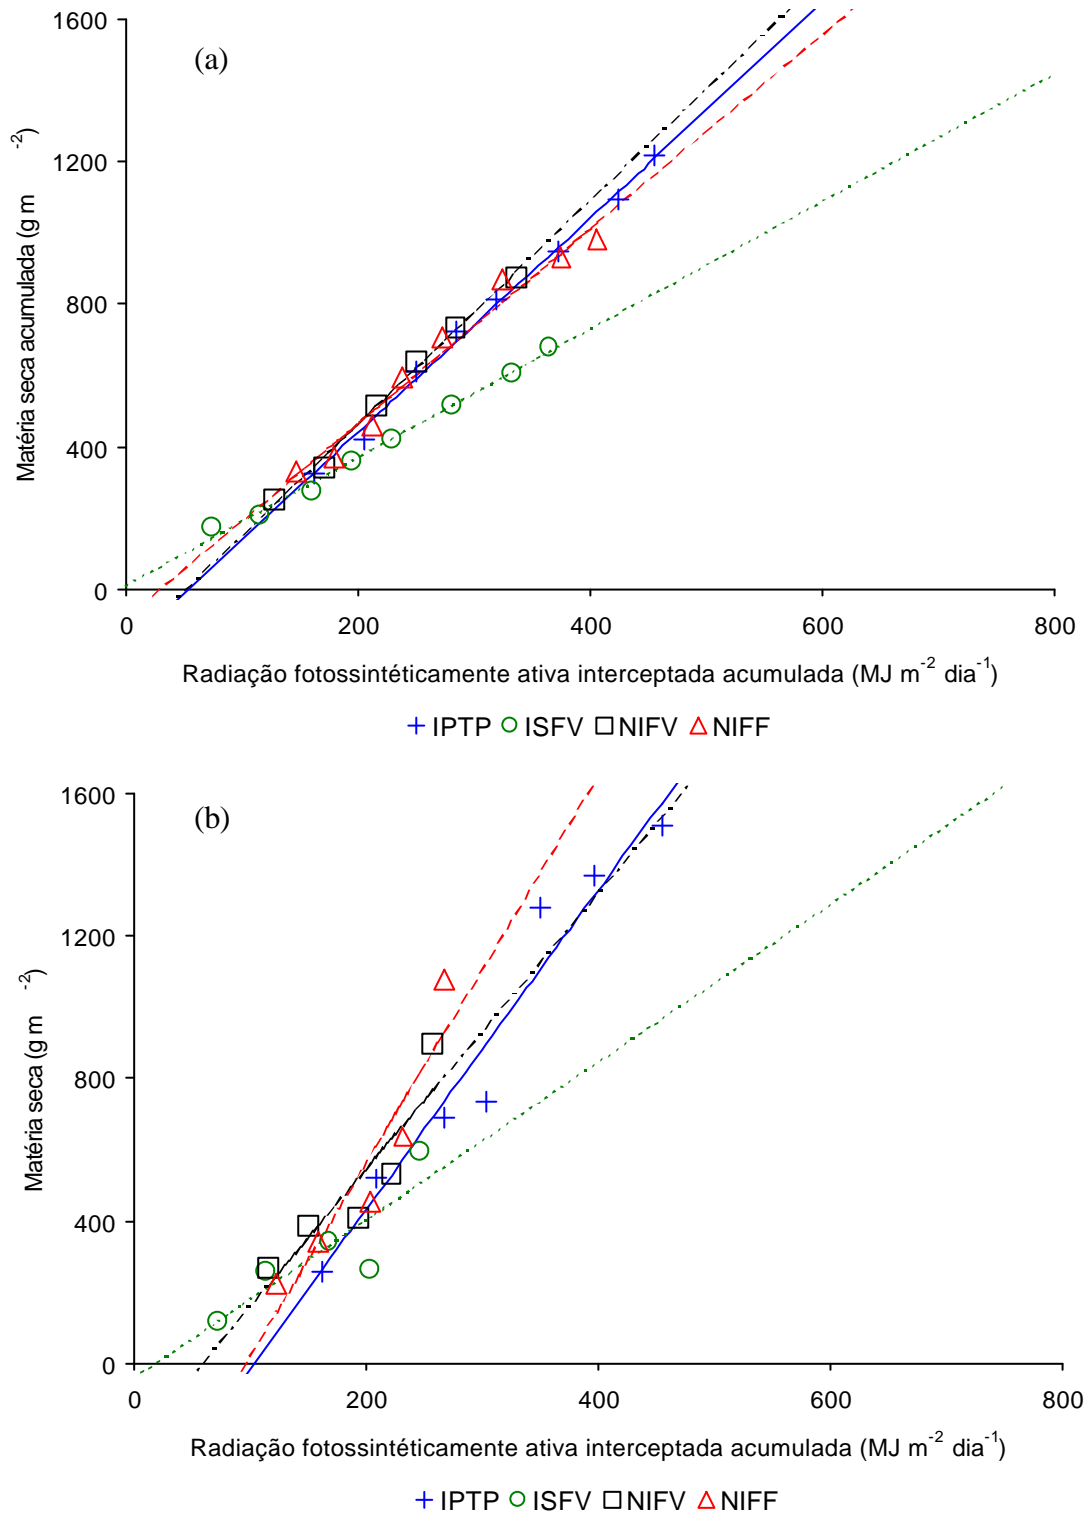 1600
(a)
1200
800
400
0
Matéria seca acumulada (g m -2)
0 200 400 600 800
Radiação fotossintéticamente ativa interceptada acumulada (MJ m-2 dia-1)
IPTP ISFV NIFV NIFF
1600
(b)
1200
800
400
0
Matéria seca (g m -2)
0 200 400 600 800
Radiação fotossintéticamente ativa interceptada acumulada (MJ m-2 dia-1)
IPTP ISFV NIFV NIFF